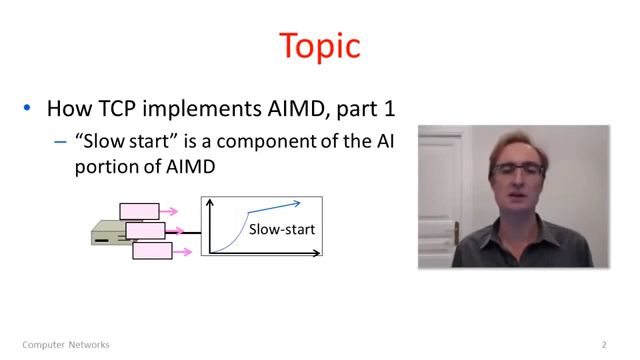 Topic
• How TCP implements AIMD, part 1
– “Slow start” is a component of the AI
portion of AIMD
Slow-start
Computer Networks
2